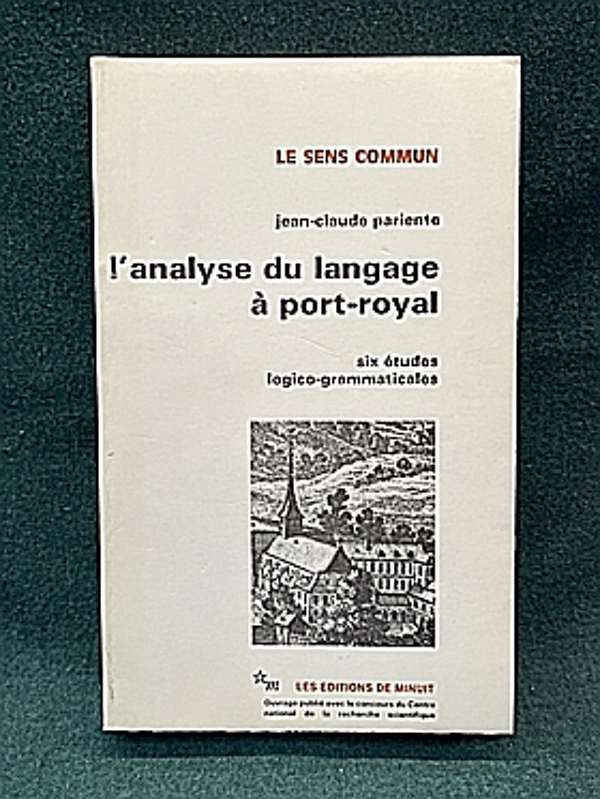 LE SENS COMMUN
jean-claude pariente
l'analyse du langage
à port-royal
six études
logico-grammaticales
LES EDITIONS DE MINUIT
Ouvrage publié avec le concours du Centre
national de la recherche scientifique